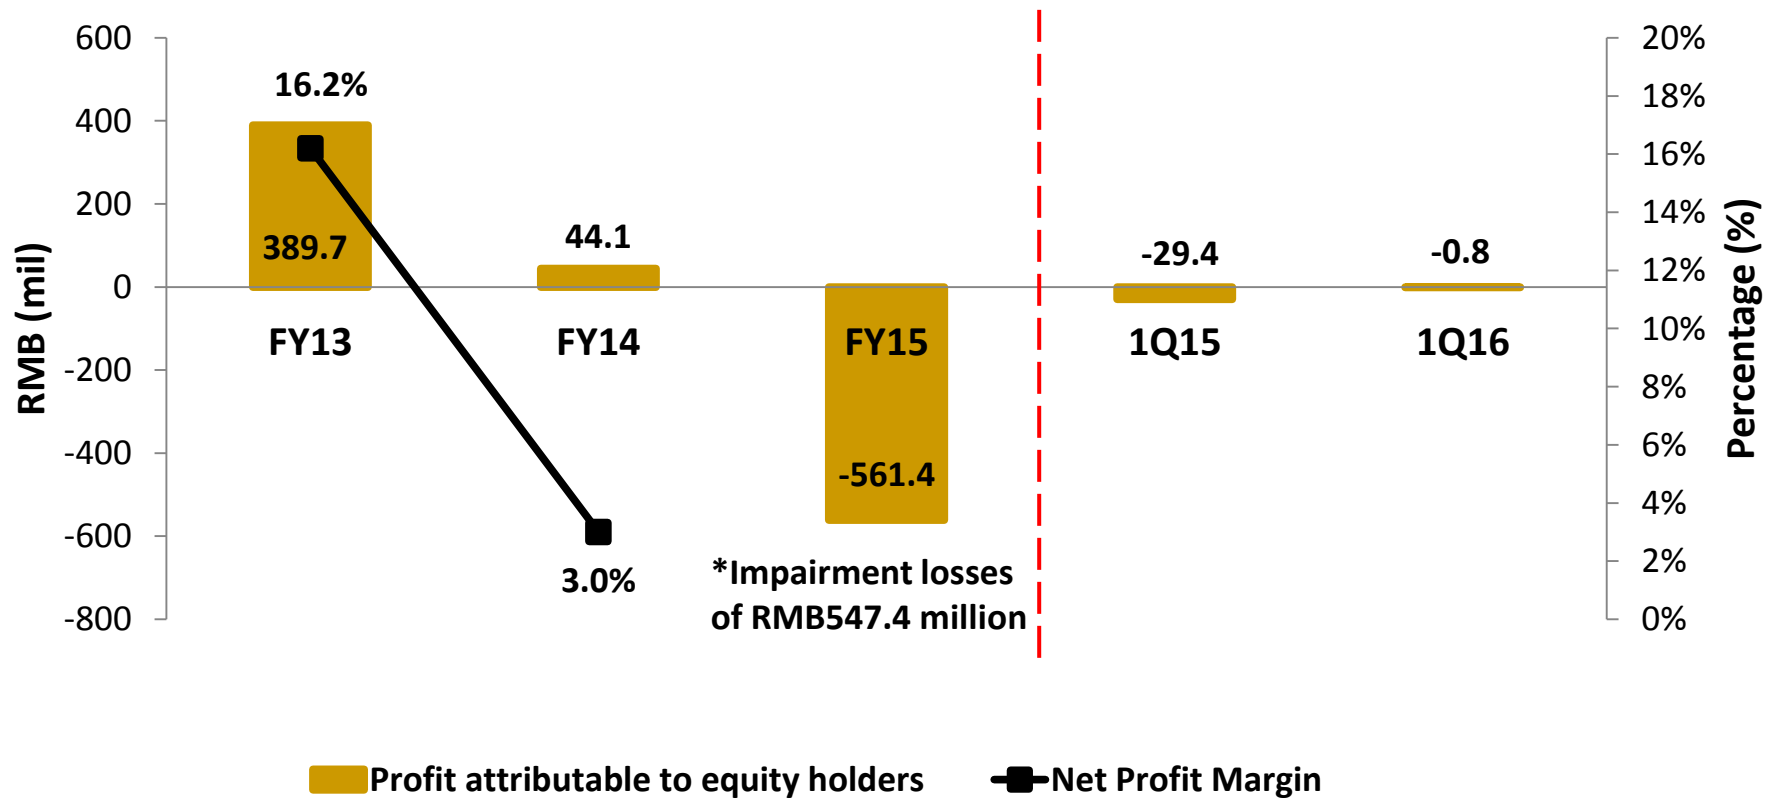 600
400
200
0
-200
-400
-600
-800
RMB (mil)
16.2%
389.7
44.1
3.0%
-561.4
-29.4
-0.8
FY13
FY14
FY15
1Q15
1Q16
*Impairment losses
of RMB547.4 million
20%
18%
16%
14%
12%
10%
8%
6%
4%
2%
0%
Percentage (%)
Profit attributable to equity holders
Net Profit Margin